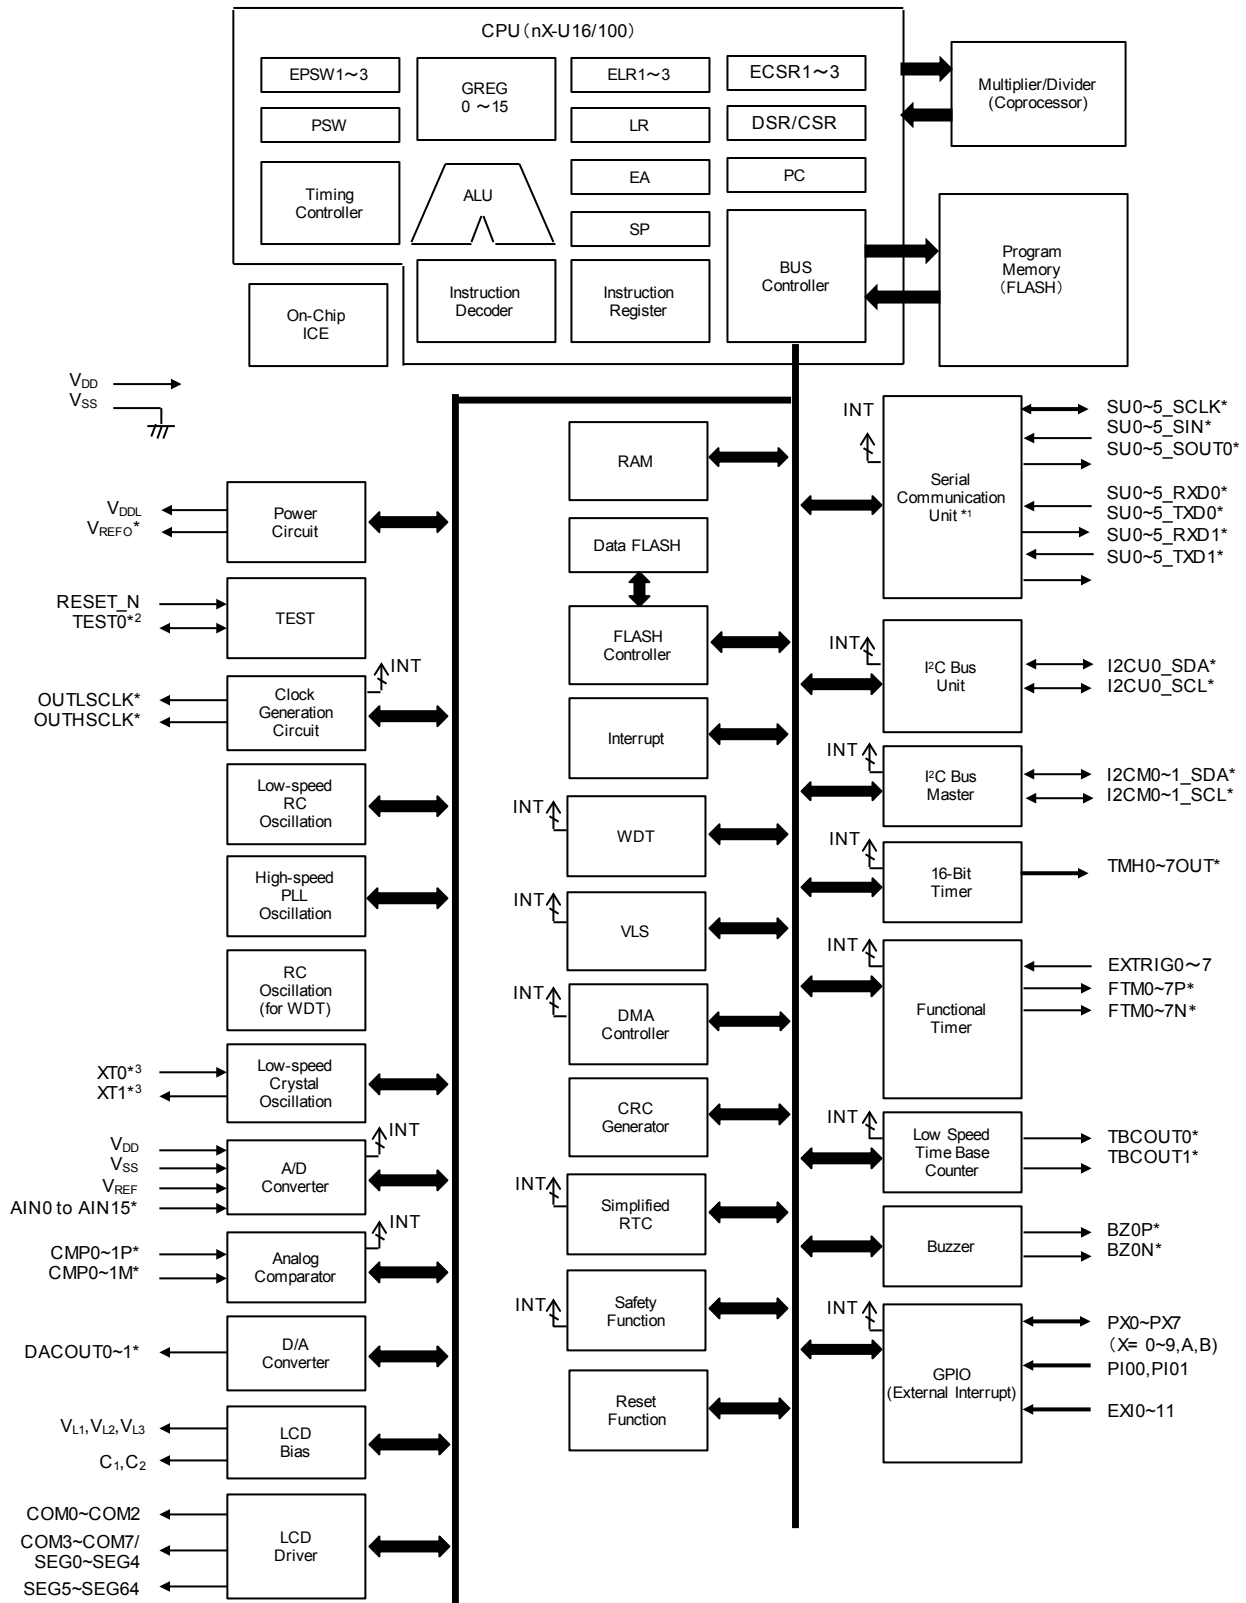 CPU（nX-U16/100）
EPSW1～3
GREG
0 ～15
ELR1～3
ECSR1～3
PSW
LR
DSR/CSR
Timing
Controller
ALU
EA
PC
SP
BUS
Controller
Instruction
Decoder
Instruction
Register
On-Chip
ICE
Multiplier/Divider
(Coprocessor)
Program
Memory
（FLASH）
VDD
VSS
VDDL
VREFO*
Power
Circuit
RESET_N
TEST0*2
TEST
INT
OUTLSCLK*
OUTHSCLK*
Clock
Generation
Circuit
Low-speed
RC
Oscillation
High-speed
PLL
Oscillation
RC
Oscillation
(for WDT)
XT0*3
XT1*3
Low-speed
Crystal
Oscillation
INT
VDD
VSS
VREF
AIN0 to AIN15*
A/D
Converter
INT
CMP0~1P*
CMP0~1M*
Analog
Comparator
DACOUT0~1*
D/A
Converter
VL1,VL2,VL3
C1,C2
LCD
Bias
COM0~COM2
COM3~COM7/
SEG0~SEG4
SEG5~SEG64
LCD
Driver
RAM
Data FLASH
FLASH
Controller
Interrupt
INT
WDT
INT
VLS
INT
DMA
Controller
CRC
Generator
INT
Simplified
RTC
INT
Safety
Function
Reset
Function
INT
Serial
Communication
Unit *1
SU0~5_SCLK*
SU0~5_SIN*
SU0~5_SOUT0*
SU0~5_RXD0*
SU0~5_TXD0*
SU0~5_RXD1*
SU0~5_TXD1*
INT
I2C Bus
Unit
I2CU0_SDA*
I2CU0_SCL*
INT
I2C Bus
Master
I2CM0~1_SDA*
I2CM0~1_SCL*
INT
16-Bit
Timer
TMH0~7OUT*
INT
Functional
Timer
EXTRIG0～7
FTM0~7P*
FTM0~7N*
INT
Low Speed
Time Base
Counter
TBCOUT0*
TBCOUT1*
Buzzer
BZ0P*
BZ0N*
INT
GPIO
(External Interrupt)
PX0~PX7
(X= 0~9,A,B)
PI00,PI01
EXI0~11